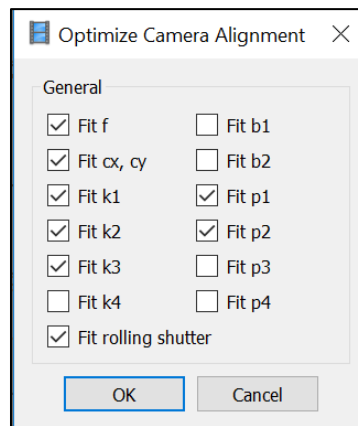 Optimize Camera Alignment
General
Fit f
Fit b1
Fit cx, cy
Fit b2
Fit k1
Fit p1
Fit k2
Fit p2
Fit k3
Fit p3
Fit k4
Fit p4
Fit rolling shutter
OK
Cancel